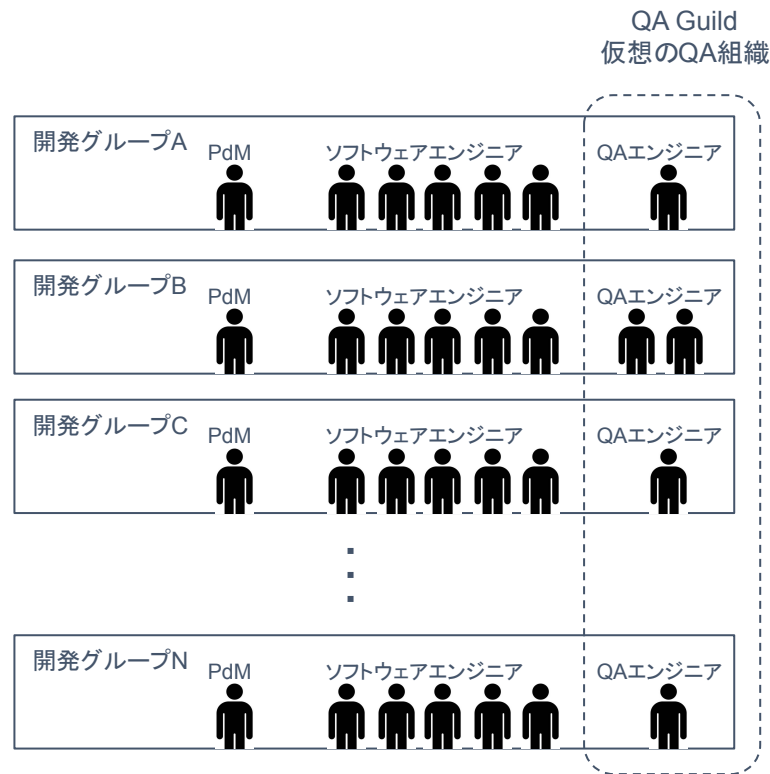 QA Guild
仮想のQA組織
開発グループA
PdM
ソフトウェアエンジニア
QAエンジニア
開発グループB
PdM
ソフトウェアエンジニア
QAエンジニア
開発グループC
PdM
ソフトウェアエンジニア
QAエンジニア
開発グループN
PdM
ソフトウェアエンジニア
QAエンジニア